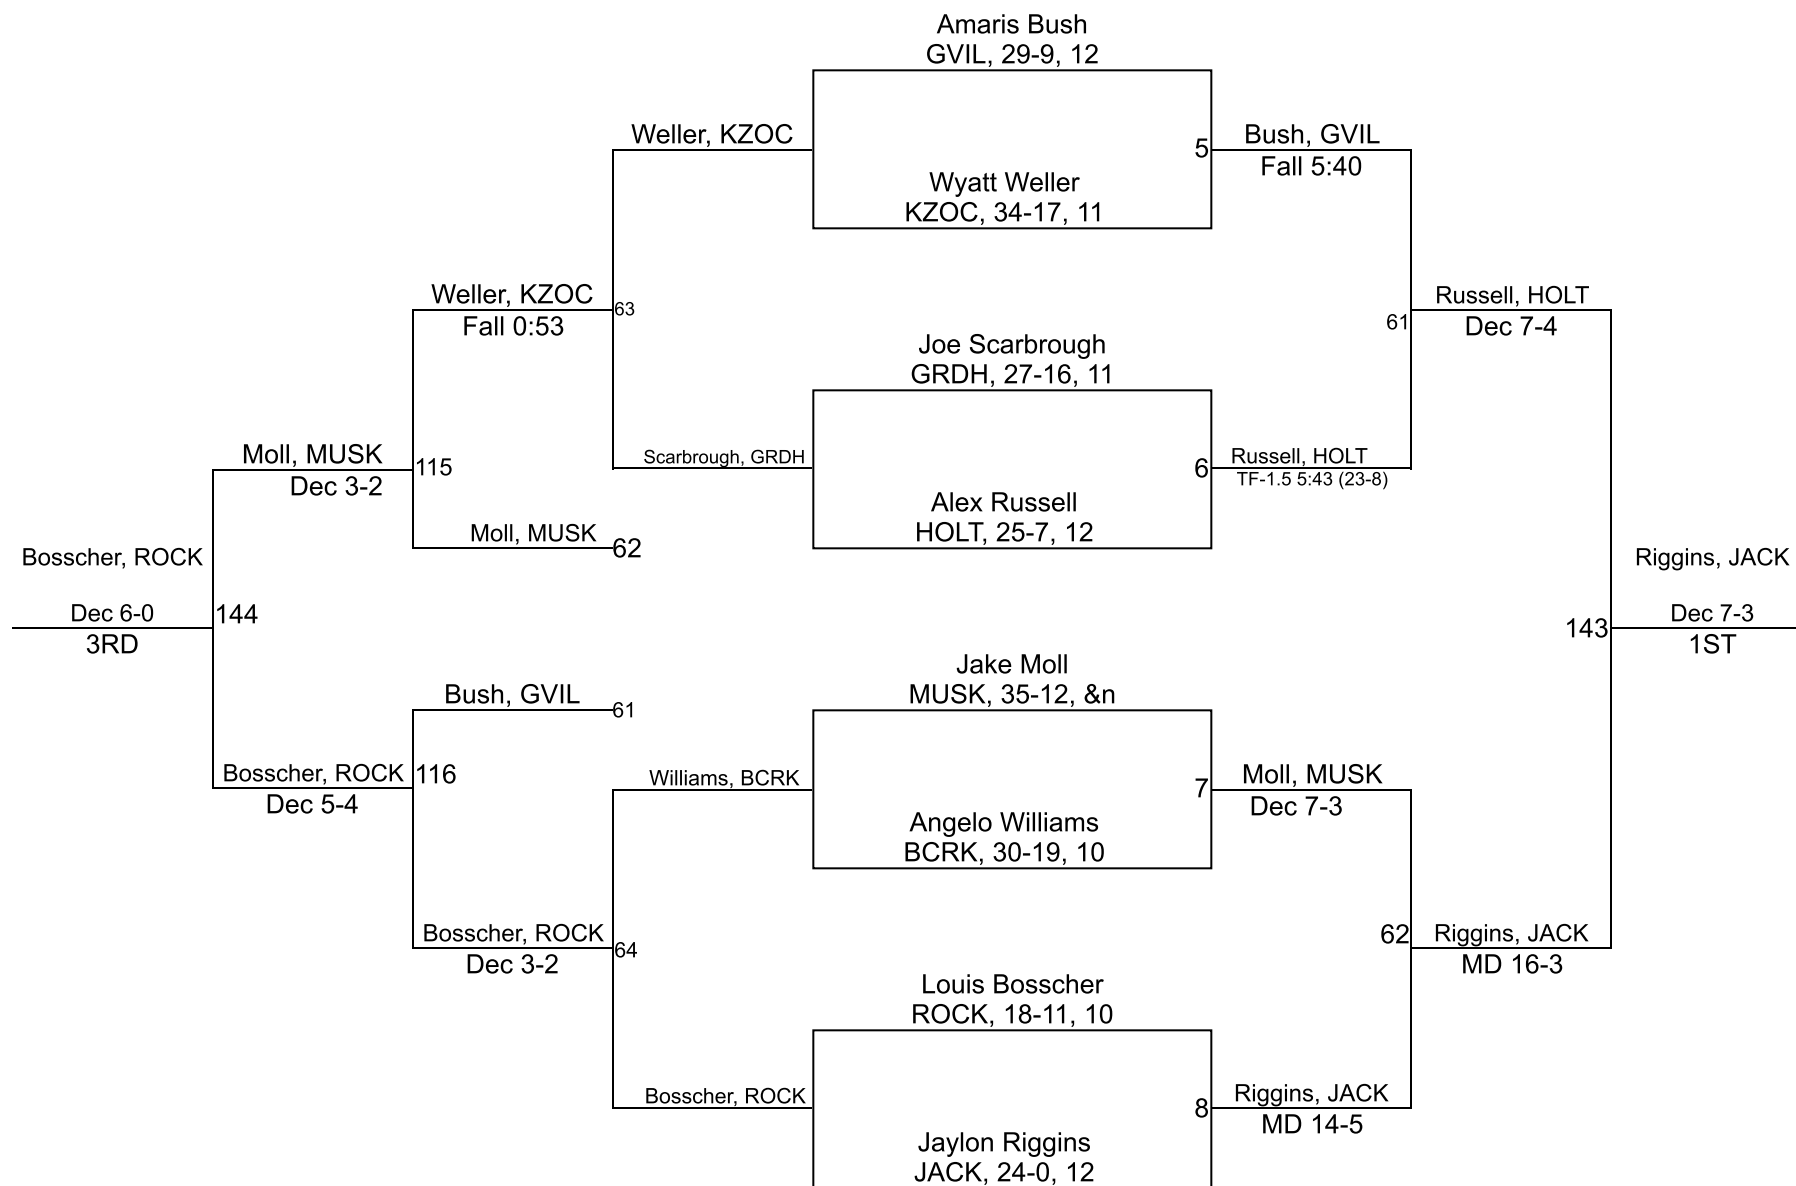 Amaris Bush
GVIL, 29-9, 12
Weller, KZOC
5
Bush, GVIL
Fall 5:40
Wyatt Weller
KZOC, 34-17, 11
Weller, KZOC
Fall 0:53
63
61
Russell, HOLT
Dec 7-4
Joe Scarbrough
GRDH, 27-16, 11
Moll, MUSK
Dec 3-2
115
Scarbrough, GRDH
6
Russell, HOLT
TF-1.5 5:43 (23-8)
Alex Russell
HOLT, 25-7, 12
Moll, MUSK
62
Bosscher, ROCK
Dec 6-0
3RD
144
Riggins, JACK
143
Dec 7-3
1ST
Jake Moll
MUSK, 35-12, &n
Bush, GVIL
61
Bosscher, ROCK
Dec 5-4
116
Williams, BCRK
7
Moll, MUSK
Dec 7-3
Angelo Williams
BCRK, 30-19, 10
Bosscher, ROCK
Dec 3-2
64
62
Riggins, JACK
MD 16-3
Louis Bosscher
ROCK, 18-11, 10
Bosscher, ROCK
8
Riggins, JACK
MD 14-5
Jaylon Riggins
JACK, 24-0, 12